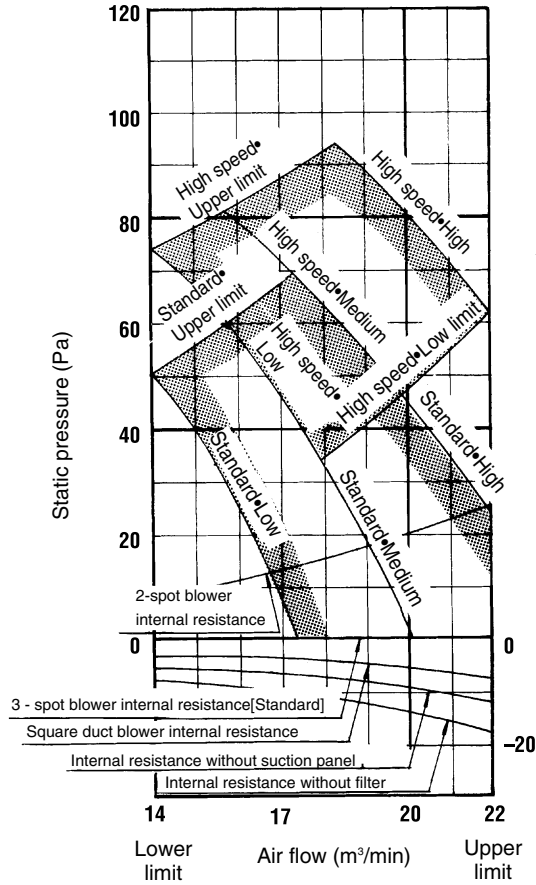 120
100
80
60
40
20
0
Static pressure (Pa)
High speed•
Upper limit
High speed•High
High speed•Medium
Standard•
Upper limit
High speed•
Low
High speed•Low limit
Standard•High
Standard•Low
Standard•Medium
2-spot blower
internal resistance
0
3 - spot blower internal resistance[Standard]
Square duct blower internal resistance
–20
Internal resistance without suction panel
Internal resistance without filter
14
17
20
22
Lower
limit
Air flow (m³/min)
Upper
limit